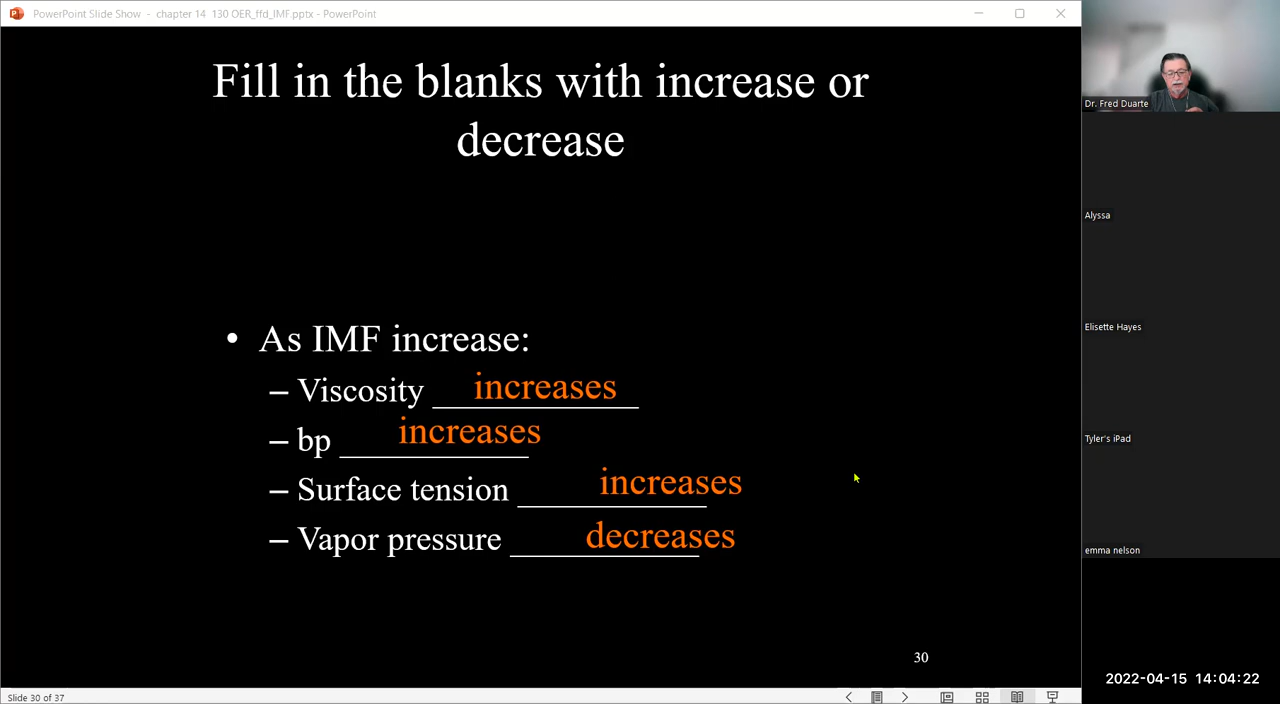 PowerPoint Slide Show - chapter 14 130 OER_ffd_IMF.pptx - PowerPoint
Fill in the blanks with increase or
decrease
• As IMF increase:
– Viscosity increases
– bp increases
– Surface tension increases
– Vapor pressure decreases
30
Slide 30 of 37
Dr. Fred Duarte
Alyssa
Elisette Hayes
Tyler's iPad
emma nelson
2022-04-15 14:04:22